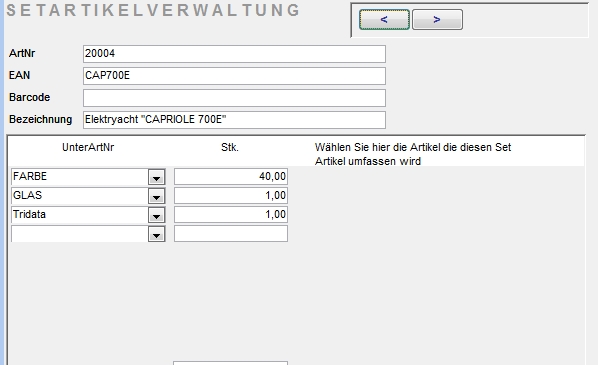 SETARTIKELVERWALTUNG
< >
ArtNr 20004
EAN CAP700E
Barcode
Bezeichnung Elektryacht "CAPRIOLE 700E"
UnterArtNr Stk. Wählen Sie hier die Artikel die diesen Set
Artikel umfassen wird
FARBE 40,00
GLAS 1,00
Tridata 1,00